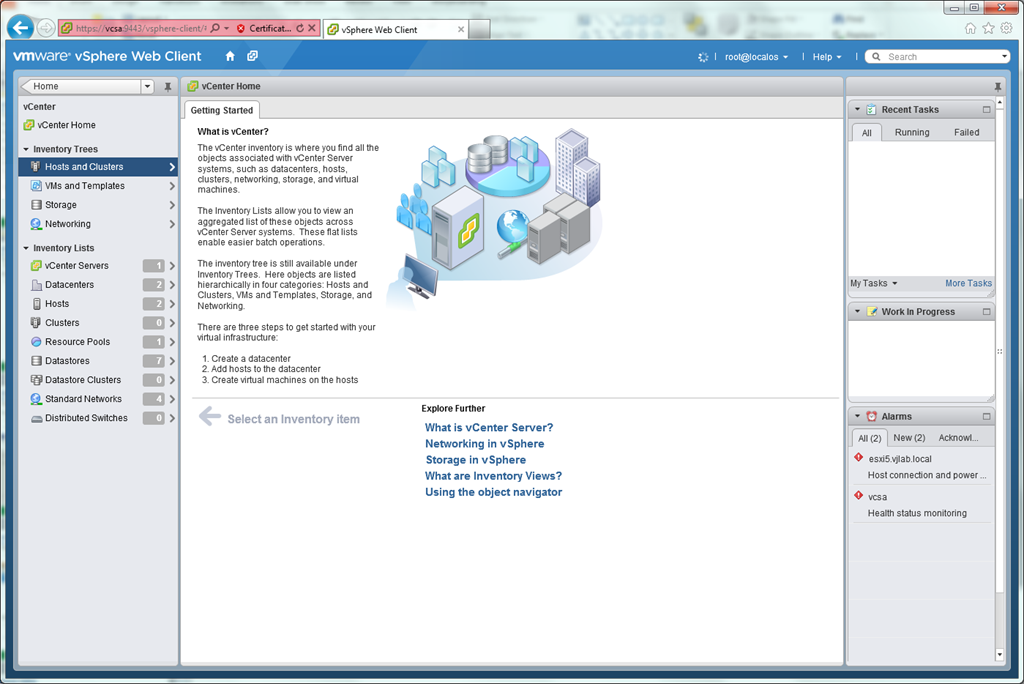 https://vcsa:9443/vsphere-client/
Certificat...
vSphere Web Client
vmware® vSphere Web Client
root@localos
Help
Search
Home
vCenter
vCenter Home
Inventory Trees
Hosts and Clusters
VMs and Templates
Storage
Networking
Inventory Lists
vCenter Servers 1
Datacenters 2
Hosts 2
Clusters 0
Resource Pools 1
Datastores 7
Datastore Clusters 0
Standard Networks 4
Distributed Switches 0
vCenter Home
Getting Started
What is vCenter?
The vCenter inventory is where you find all the
objects associated with vCenter Server
systems, such as datacenters, hosts,
clusters, networking, storage, and virtual
machines.
The Inventory Lists allow you to view an
aggregated list of these objects across
vCenter Server systems. These flat lists
enable easier batch operations.
The inventory tree is still available under
Inventory Trees. Here objects are listed
hierarchically in four categories: Hosts and
Clusters, VMs and Templates, Storage, and
Networking.
There are three steps to get started with your
virtual infrastructure:
1. Create a datacenter
2. Add hosts to the datacenter
3. Create virtual machines on the hosts
Select an Inventory item
Explore Further
What is vCenter Server?
Networking in vSphere
Storage in vSphere
What are Inventory Views?
Using the object navigator
Recent Tasks
All Running Failed
My Tasks More Tasks
Work In Progress
Alarms
All (2) New (2) Acknowl...
esxi5.vjlab.local
Host connection and power ...
vcsa
Health status monitoring